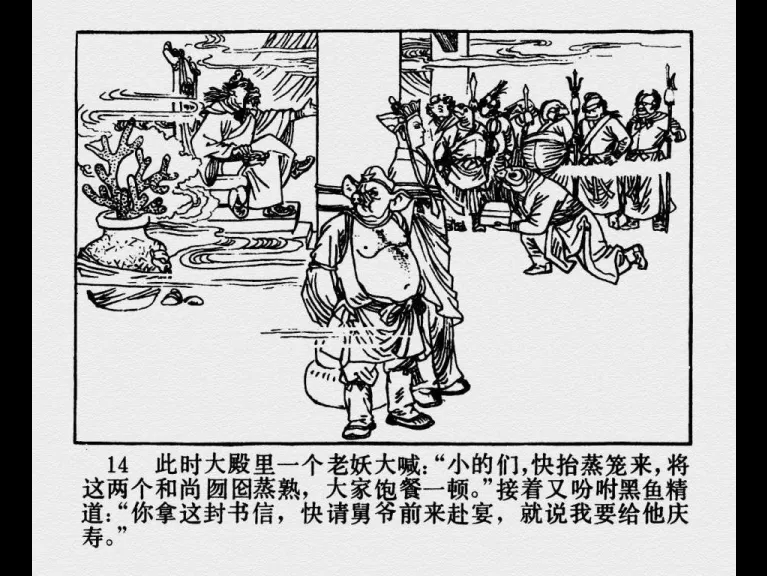 14 此时大殿里一个老妖大喊：“小的们，快抬蒸笼来，将
这两个和尚囫囵蒸熟，大家饱餐一顿。”接着又吩咐黑鱼精
道：“你拿这封书信，快请舅爷前来赴宴，就说我要给他庆
寿。”